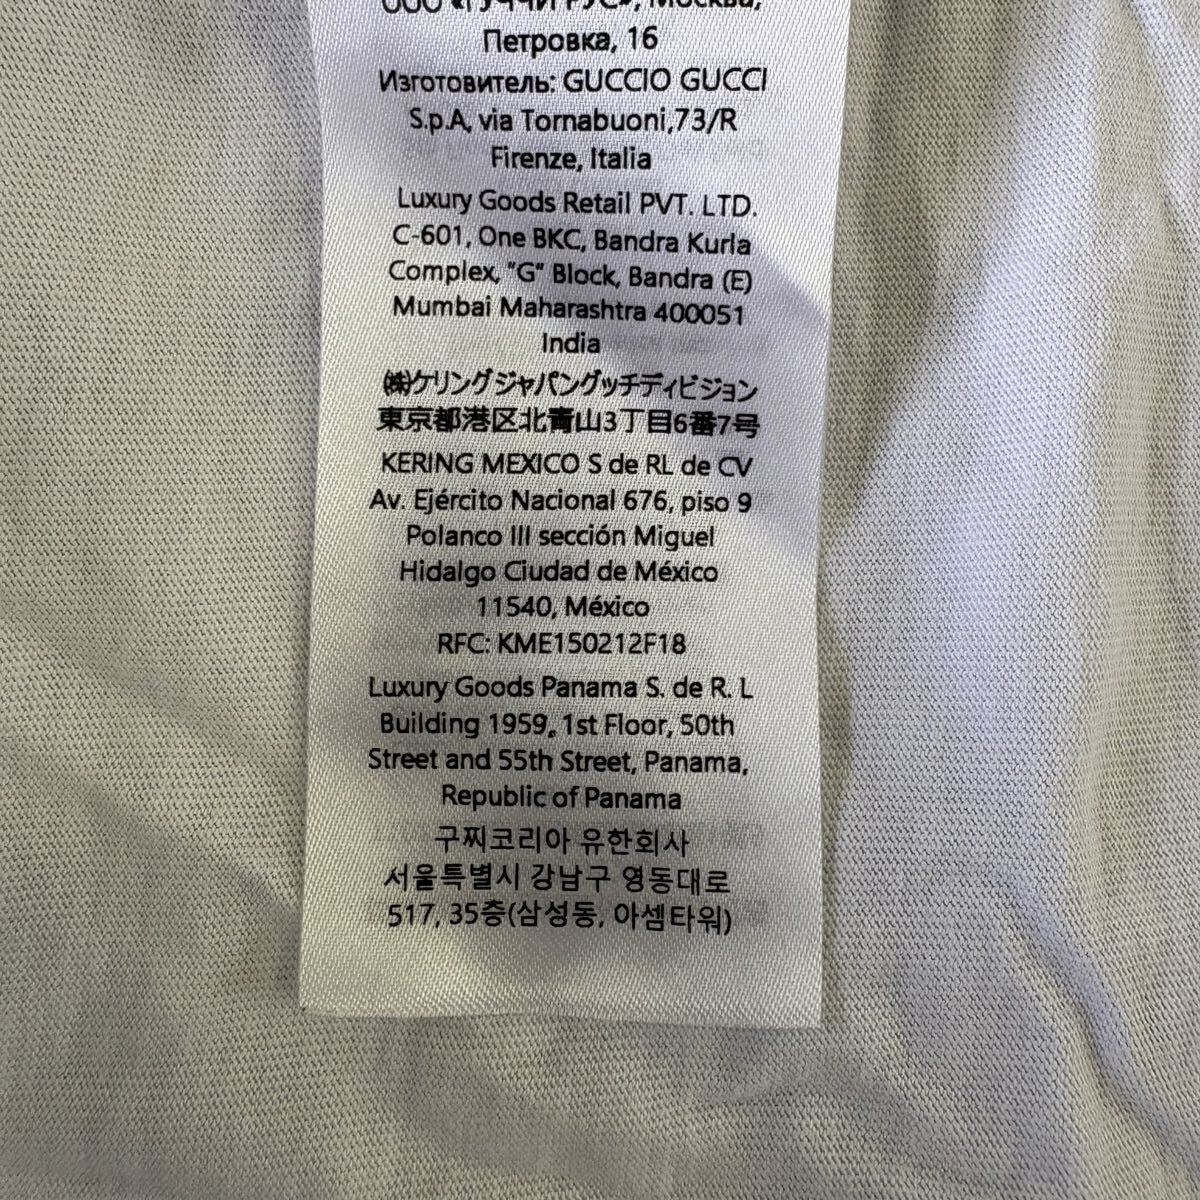 ООО «ГУЧЧИ РУС», Москва,
Петровка, 16
Изготовитель: GUCCIO GUCCI
S.p.A, via Tornabuoni,73/R
Firenze, Italia
Luxury Goods Retail PVT. LTD.
C-601, One BKC, Bandra Kurla
Complex, "G" Block, Bandra (E)
Mumbai Maharashtra 400051
India
㈱ケリングジャパングッチディビジョン
東京都港区北青山3丁目6番7号
KERING MEXICO S de RL de CV
Av. Ejército Nacional 676, piso 9
Polanco III sección Miguel
Hidalgo Ciudad de México
11540, México
RFC: KME150212F18
Luxury Goods Panama S. de R. L
Building 1959, 1st Floor, 50th
Street and 55th Street, Panama,
Republic of Panama
구찌코리아 유한회사
서울특별시 강남구 영동대로
517, 35층(삼성동, 아셈타워)